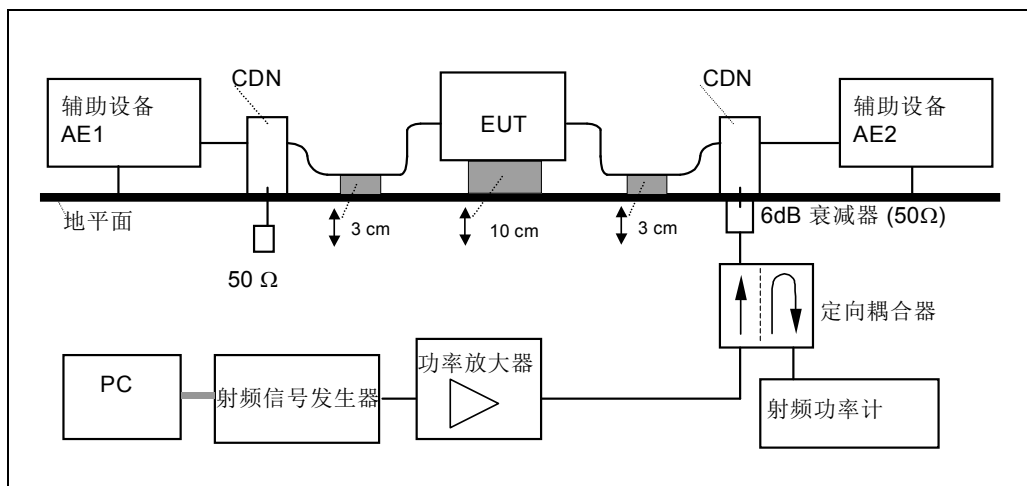 CDN
CDN
辅助设备
AE1
EUT
辅助设备
AE2
地平面
3 cm
10 cm
3 cm
6dB 衰减器 (50Ω)
50 Ω
定向耦合器
PC
射频信号发生器
功率放大器
射频功率计